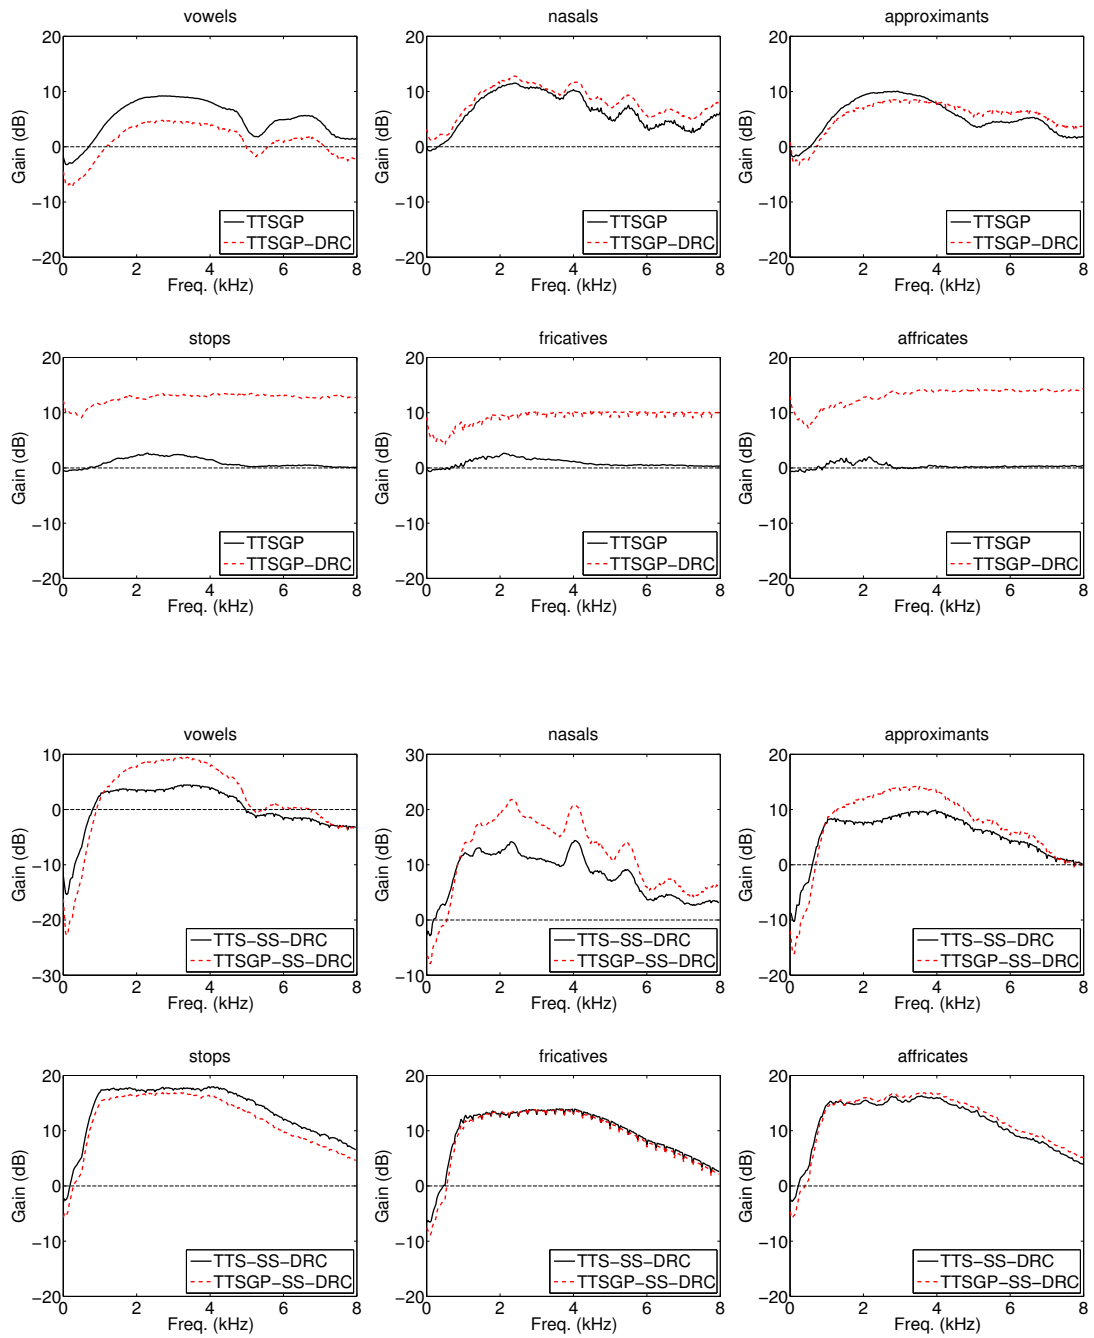 vowels
20
10
0
−10
−20
Gain (dB)
TTSGP
TTSGP−DRC
0 2 4 6 8
Freq. (kHz)
nasals
20
10
0
−10
−20
Gain (dB)
TTSGP
TTSGP−DRC
0 2 4 6 8
Freq. (kHz)
approximants
20
10
0
−10
−20
Gain (dB)
TTSGP
TTSGP−DRC
0 2 4 6 8
Freq. (kHz)
stops
20
10
0
−10
−20
Gain (dB)
TTSGP
TTSGP−DRC
0 2 4 6 8
Freq. (kHz)
fricatives
20
10
0
−10
−20
Gain (dB)
TTSGP
TTSGP−DRC
0 2 4 6 8
Freq. (kHz)
affricates
20
10
0
−10
−20
Gain (dB)
TTSGP
TTSGP−DRC
0 2 4 6 8
Freq. (kHz)
vowels
10
0
−10
−20
−30
Gain (dB)
TTS−SS−DRC
TTSGP−SS−DRC
0 2 4 6 8
Freq. (kHz)
nasals
30
20
10
0
−10
Gain (dB)
TTS−SS−DRC
TTSGP−SS−DRC
0 2 4 6 8
Freq. (kHz)
approximants
20
10
0
−10
−20
Gain (dB)
TTS−SS−DRC
TTSGP−SS−DRC
0 2 4 6 8
Freq. (kHz)
stops
20
10
0
−10
−20
Gain (dB)
TTS−SS−DRC
TTSGP−SS−DRC
0 2 4 6 8
Freq. (kHz)
fricatives
20
10
0
−10
−20
Gain (dB)
TTS−SS−DRC
TTSGP−SS−DRC
0 2 4 6 8
Freq. (kHz)
affricates
20
10
0
−10
−20
Gain (dB)
TTS−SS−DRC
TTSGP−SS−DRC
0 2 4 6 8
Freq. (kHz)